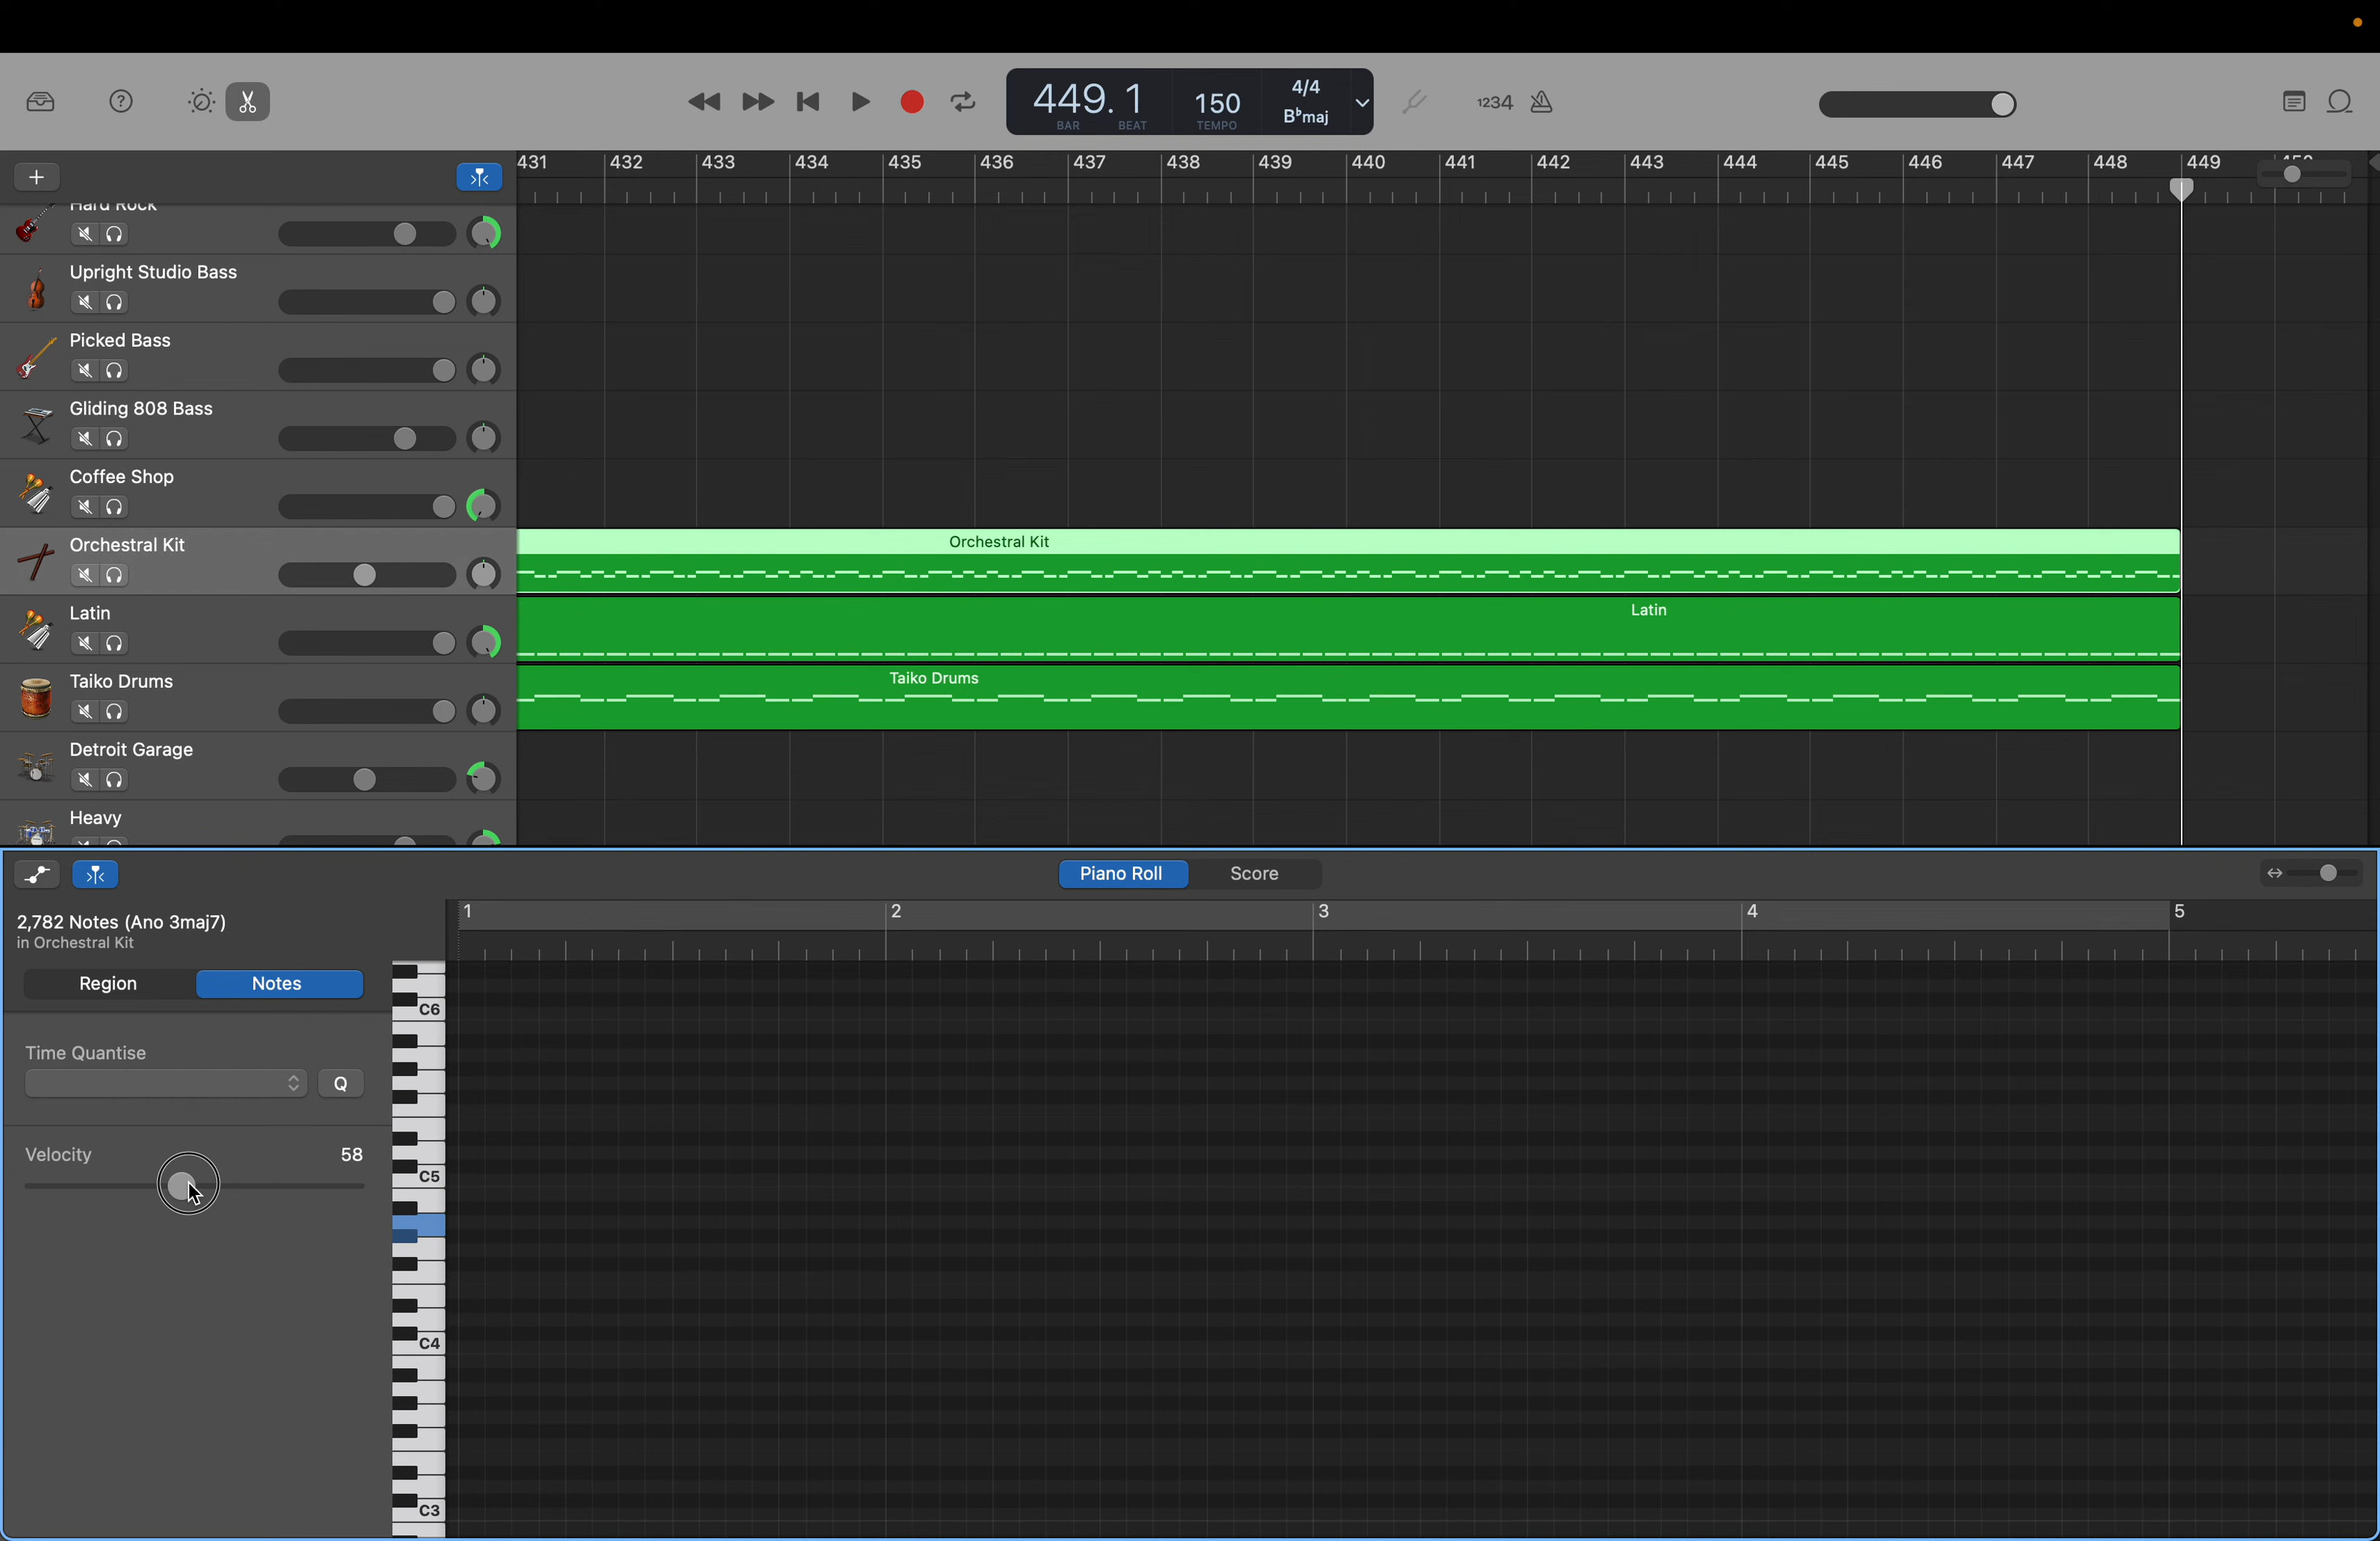 449. 1
BAR BEAT
150
TEMPO
4/4
B♭maj
1234
431 432 433 434 435 436 437 438 439 440 441 442 443 444 445 446 447 448 449
Hard Rock
Upright Studio Bass
Picked Bass
Gliding 808 Bass
Coffee Shop
Orchestral Kit
Orchestral Kit
Latin
Latin
Taiko Drums
Taiko Drums
Detroit Garage
Heavy
Piano Roll Score
2,782 Notes (Ano 3maj7)
in Orchestral Kit
1 2 3 4 5
Region Notes
Time Quantise
Q
Velocity 58
C6
C5
C4
C3